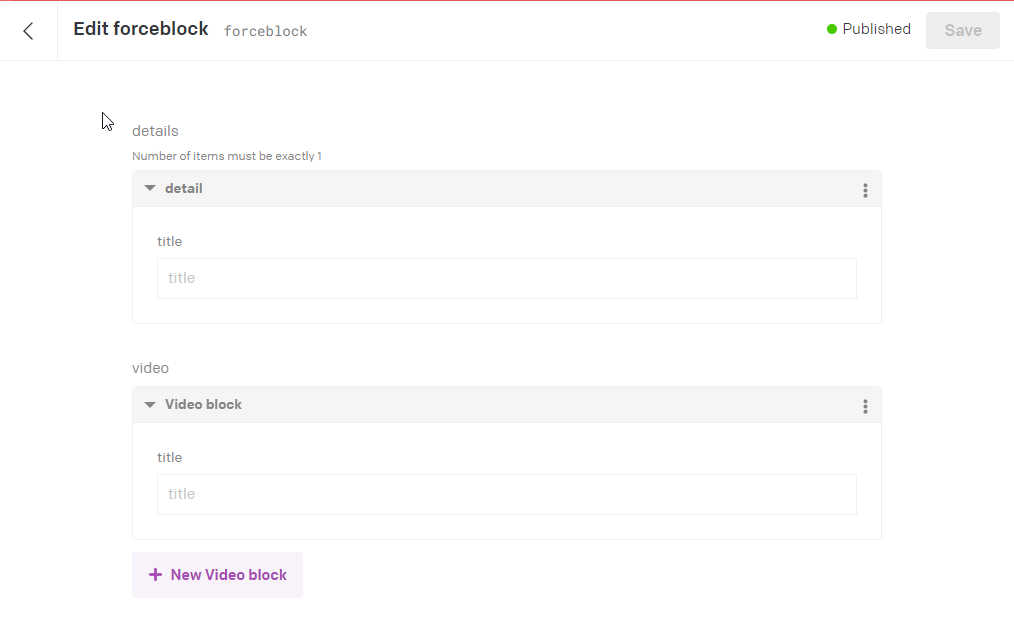 Edit forceblock forceblock Published Save
details
Number of items must be exactly 1
detail
title
title
video
Video block
title
title
+ New Video block